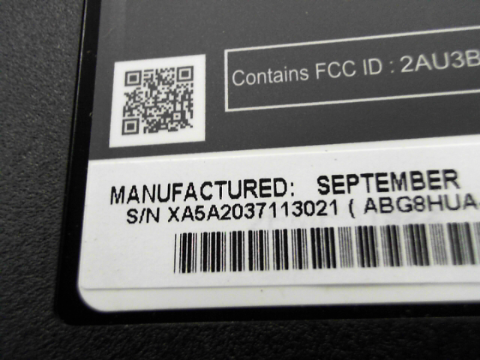 Contains FCC ID : 2AU3B
MANUFACTURED: SEPTEMBER
S/N XA5A2037113021 ( ABG8HUA